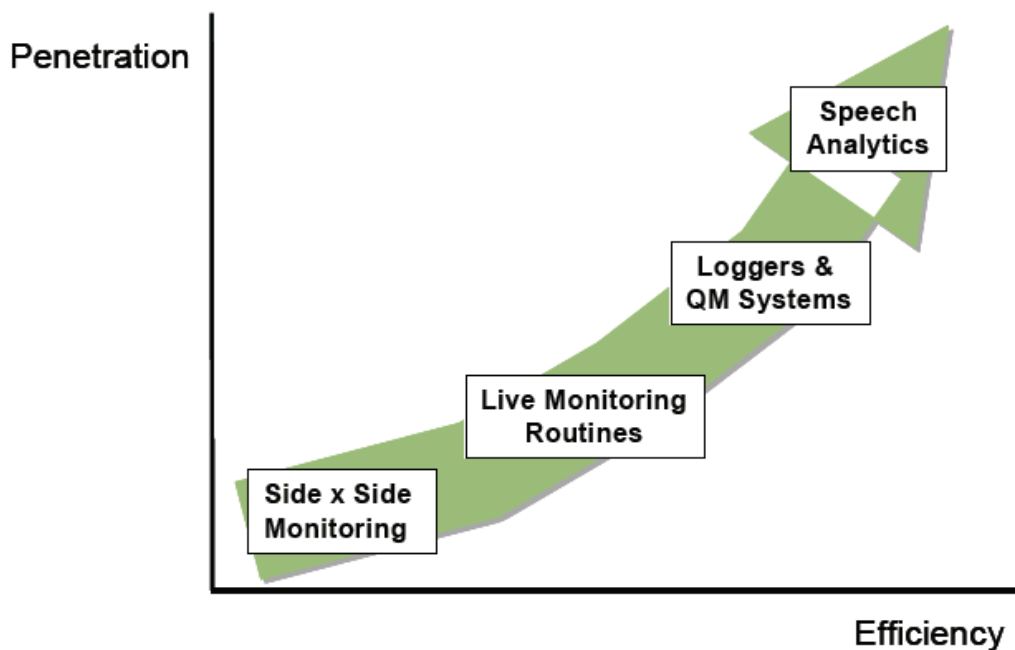 Penetration
Speech
Analytics
Loggers &
QM Systems
Live Monitoring
Routines
Side x Side
Monitoring
Efficiency